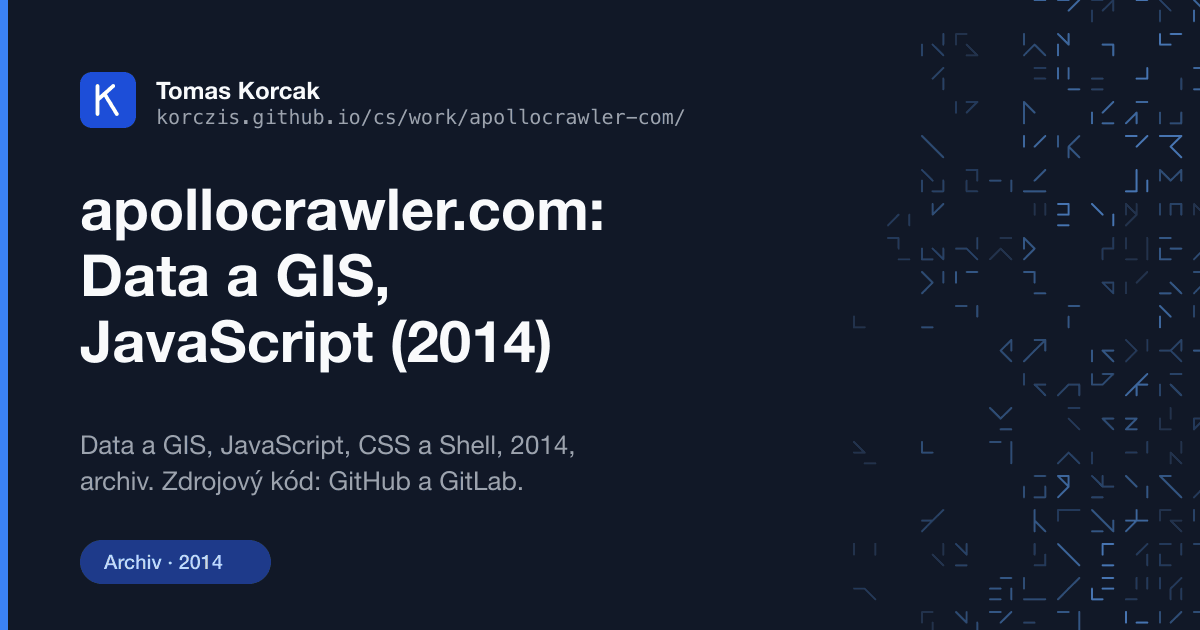 K
Tomas Korcak
korczis.github.io/cs/work/apollocrawler-com/
apollocrawler.com:
Data a GIS,
JavaScript (2014)
Data a GIS, JavaScript, CSS a Shell, 2014,
archiv. Zdrojový kód: GitHub a GitLab.
Archiv · 2014